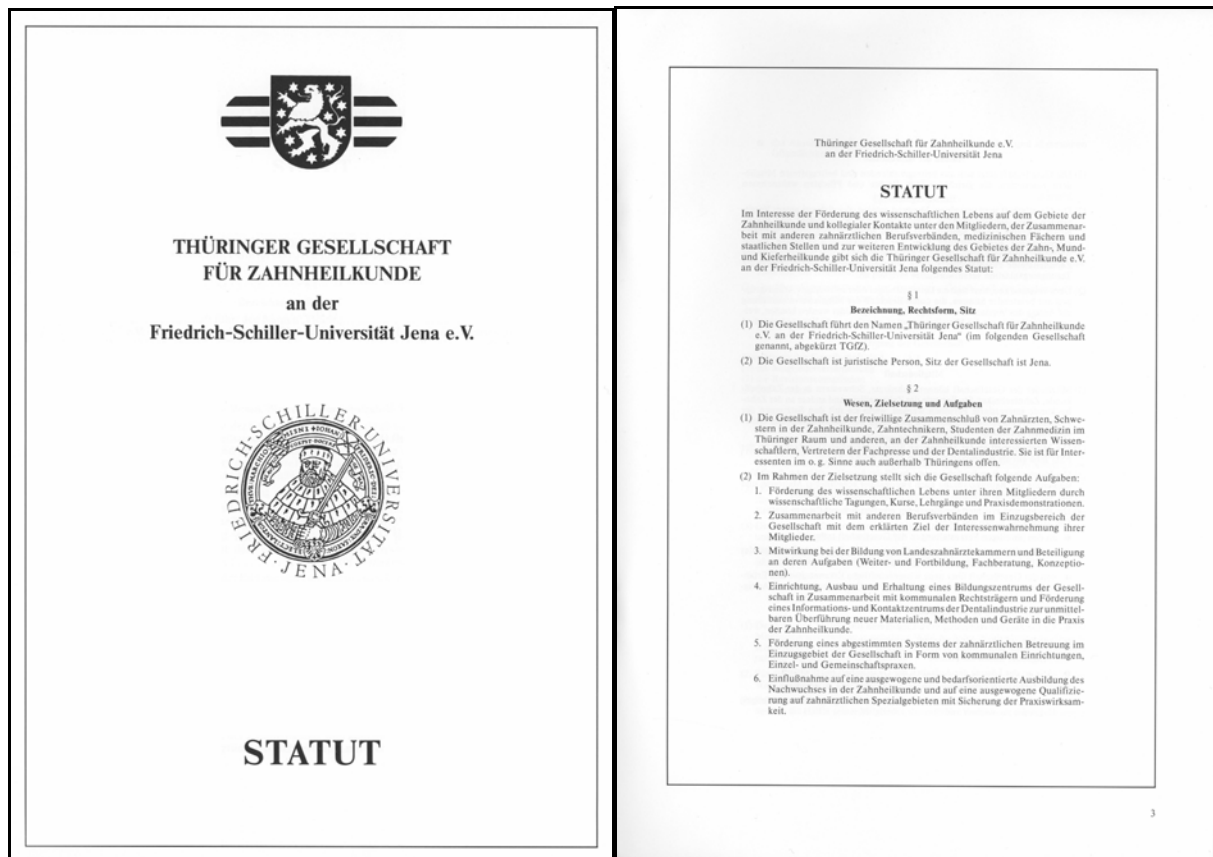 THÜRINGER GESELLSCHAFT
FÜR ZAHNHEILKUNDE
an der
Friedrich-Schiller-Universität Jena e.V.
FRIEDRICH·SCHILLER·UNIVERSITÄT·JENA·
STATUT
Thüringer Gesellschaft für Zahnheilkunde e.V.
an der Friedrich-Schiller-Universität Jena
STATUT
Im Interesse der Förderung des wissenschaftlichen Lebens auf dem Gebiete der
Zahnheilkunde und kollegialer Kontakte unter den Mitgliedern, der Zusammenar-
beit mit anderen zahnärztlichen Berufsverbänden, medizinischen Fächern und
staatlichen Stellen und zur weiteren Entwicklung des Gebietes der Zahn-, Mund-
und Kieferheilkunde gibt sich die Thüringer Gesellschaft für Zahnheilkunde e.V.
an der Friedrich-Schiller-Universität Jena folgendes Statut:
§ 1
Bezeichnung, Rechtsform, Sitz
(1) Die Gesellschaft führt den Namen „Thüringer Gesellschaft für Zahnheilkunde
e.V. an der Friedrich-Schiller-Universität Jena“ (im folgenden Gesellschaft
genannt, abgekürzt TGfZ).
(2) Die Gesellschaft ist juristische Person, Sitz der Gesellschaft ist Jena.
§ 2
Wesen, Zielsetzung und Aufgaben
(1) Die Gesellschaft ist der freiwillige Zusammenschluß von Zahnärzten, Schwe-
stern in der Zahnheilkunde, Zahntechnikern, Studenten der Zahnmedizin im
Thüringer Raum und anderen, an der Zahnheilkunde interessierten Wissen-
schaftlern, Vertretern der Fachpresse und der Dentalindustrie. Sie ist für Inter-
essenten im o. g. Sinne auch außerhalb Thüringens offen.
(2) Im Rahmen der Zielsetzung stellt sich die Gesellschaft folgende Aufgaben:
1. Förderung des wissenschaftlichen Lebens unter ihren Mitgliedern durch
wissenschaftliche Tagungen, Kurse, Lehrgänge und Praxisdemonstrationen.
2. Zusammenarbeit mit anderen Berufsverbänden im Einzugsbereich der
Gesellschaft mit dem erklärten Ziel der Interessenwahrnehmung ihrer
Mitglieder.
3. Mitwirkung bei der Bildung von Landeszahnärztekammern und Beteiligung
an deren Aufgaben (Weiter- und Fortbildung, Fachberatung, Konzeptio-
nen).
4. Einrichtung, Ausbau und Erhaltung eines Bildungszentrums der Gesell-
schaft in Zusammenarbeit mit kommunalen Rechtsträgern und Förderung
eines Informations- und Kontaktzentrums der Dentalindustrie zur unmittel-
baren Überführung neuer Materialien, Methoden und Geräte in die Praxis
der Zahnheilkunde.
5. Förderung eines abgestimmten Systems der zahnärztlichen Betreuung im
Einzugsgebiet der Gesellschaft in Form von kommunalen Einrichtungen,
Einzel- und Gemeinschaftspraxen.
6. Einflußnahme auf eine ausgewogene und bedarfsorientierte Ausbildung des
Nachwuchses in der Zahnheilkunde und auf eine ausgewogene Qualifizie-
rung auf zahnärztlichen Spezialgebieten mit Sicherung der Praxiswirksam-
keit.
3